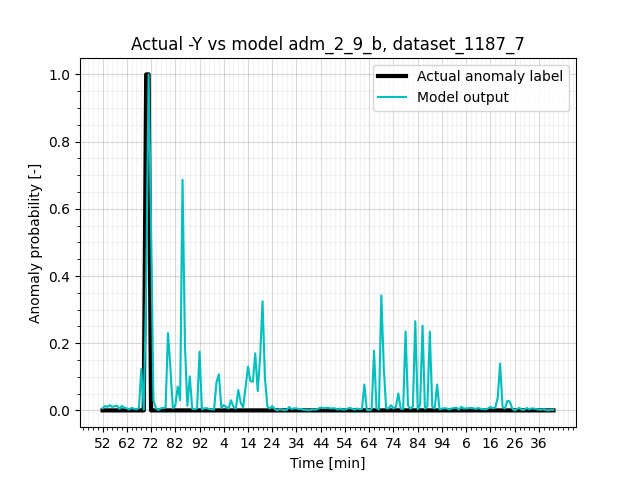 Actual -Y vs model adm_2_9_b, dataset_1187_7
Actual anomaly label
Model output
Anomaly probability [-]
1.0
0.8
0.6
0.4
0.2
0.0
52 62 72 82 92 4 14 24 34 44 54 64 74 84 94 6 16 26 36
Time [min]